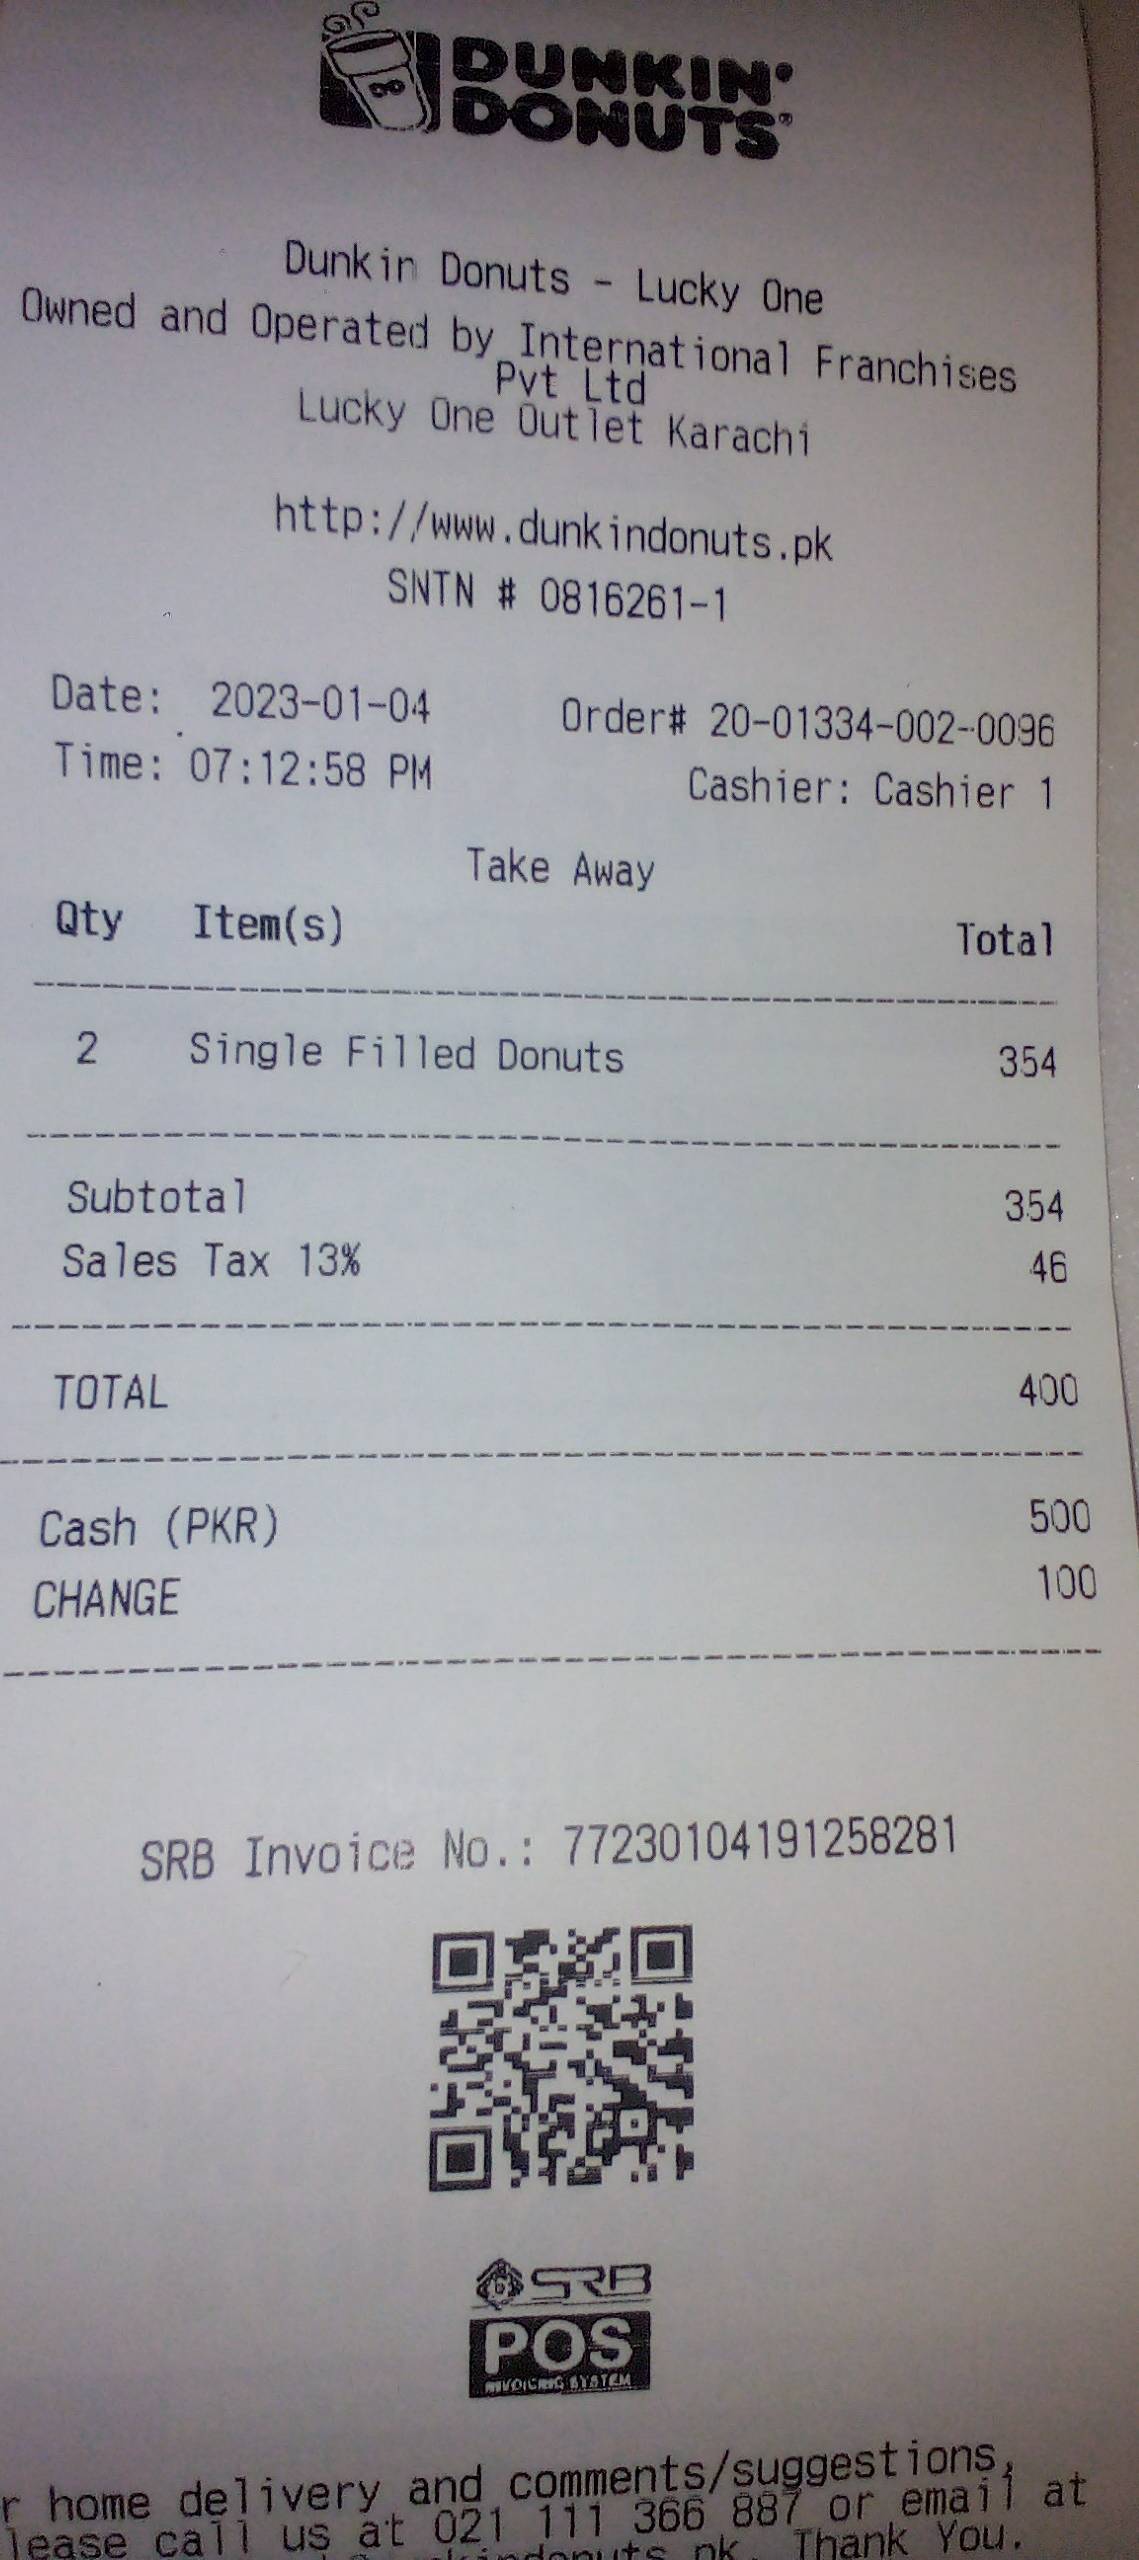 DUNKIN'
DONUTS
Dunkin Donuts - Lucky One
Owned and Operated by International Franchises
Pvt Ltd
Lucky One Outlet Karachi
http://www.dunkindonuts.pk
SNTN # 0816261-1
Date: 2023-01-04 Order# 20-01334-002-0096
Time: 07:12:58 PM Cashier: Cashier 1
Take Away
Qty Item(s) Total
2 Single Filled Donuts 354
Subtotal 354
Sales Tax 13% 46
TOTAL 400
Cash (PKR) 500
CHANGE 100
SRB Invoice No.: 77230104191258281
SRB
POS
INVOICING SYSTEM
r home delivery and comments/suggestions,
lease call us at 021 111 366 887 or email at
kindonuts.pk. Thank You.